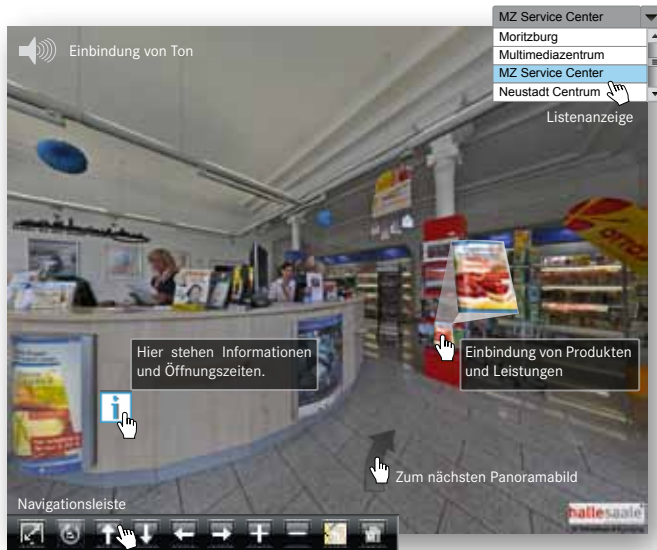 MZ Service Center
Moritzburg
Multimediazentrum
MZ Service Center
Neustadt Centrum
Listenanzeige
Einbindung von Ton
OTTO
Hier stehen Informationen
und Öffnungszeiten.
i
Einbindung von Produkten
und Leistungen
Zum nächsten Panoramabild
Navigationsleiste
hallesaale